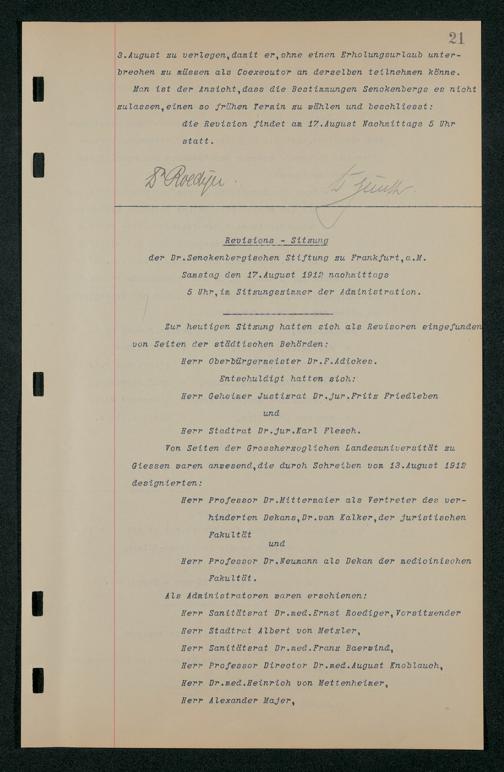 21
3.August zu verlegen,damit er,ohne einen Erholungsurlaub unter-
brechen zu müssen als Coexecutor an derselben teilnehmen könne.
Man ist der Ansicht,dass die Bestimmungen Senckenbergs es nicht
zulassen,einen so frühen Termin zu wählen und beschliesst:
die Revision findet am 17.August Nachmittags 5 Uhr
statt.
Dr Roediger.
Revisions - Sitzung
der Dr.Senckenbergischen Stiftung zu Frankfurt,a.M.
Samstag den 17.August 1912 nachmittags
5 Uhr,im Sitzungszimmer der Administration.
Zur heutigen Sitzung hatten sich als Revisoren eingefunden
von Seiten der städtischen Behörden:
Herr Oberbürgermeister Dr.F.Adickes.
Entschuldigt hatten sich:
Herr Geheimer Justizrat Dr.jur.Fritz Friedleben
und
Herr Stadtrat Dr.jur.Karl Flesch.
Von Seiten der Grossherzoglichen Landesuniversität zu
Giessen waren anwesend,die durch Schreiben vom 13.August 1912
designierten:
Herr Professor Dr.Mittermaier als Vertreter des ver-
hinderten Dekans,Dr.van Kalker,der juristischen
Fakultät
und
Herr Professor Dr.Neumann als Dekan der medicinischen
Fakultät.
Als Administratoren waren erschienen:
Herr Sanitätsrat Dr.med.Ernst Roediger,Vorsitzender
Herr Stadtrat Albert von Metzler,
Herr Sanitätsrat Dr.med.Franz Baerwind,
Herr Professor Director Dr.med.August Knoblauch,
Herr Dr.med.Heinrich von Mettenheimer,
Herr Alexander Majer,